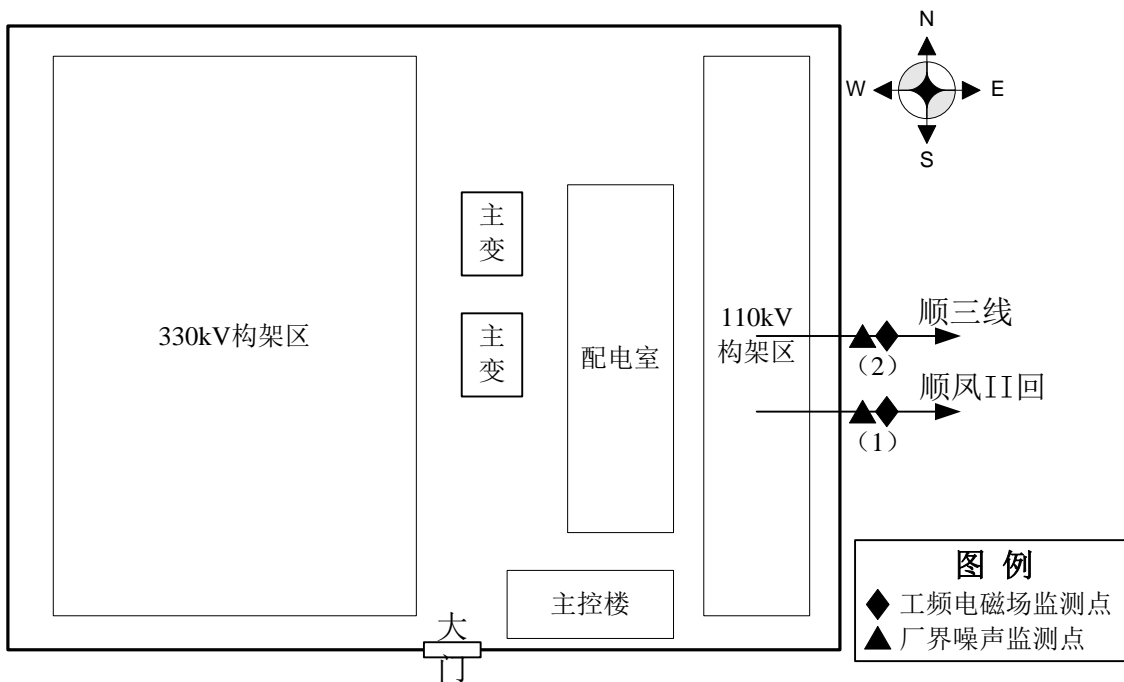 N
W
E
S
主
变
主
变
330kV构架区
配电室
110kV
构架区
顺三线
（2）
顺凤II回
（1）
主控楼
大
门
图 例
工频电磁场监测点
厂界噪声监测点